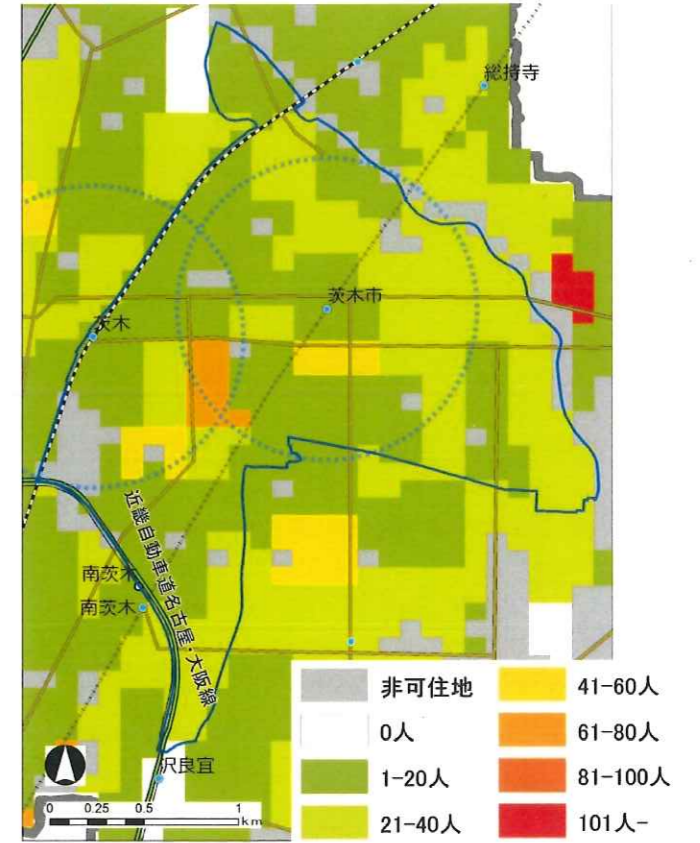 総持寺
茨木市
茨木
近畿自動車道名古屋・大阪線
南茨木
南茨木
沢良宜
0 0.25 0.5 1
km
非可住地
0人
1-20人
21-40人
41-60人
61-80人
81-100人
101人-